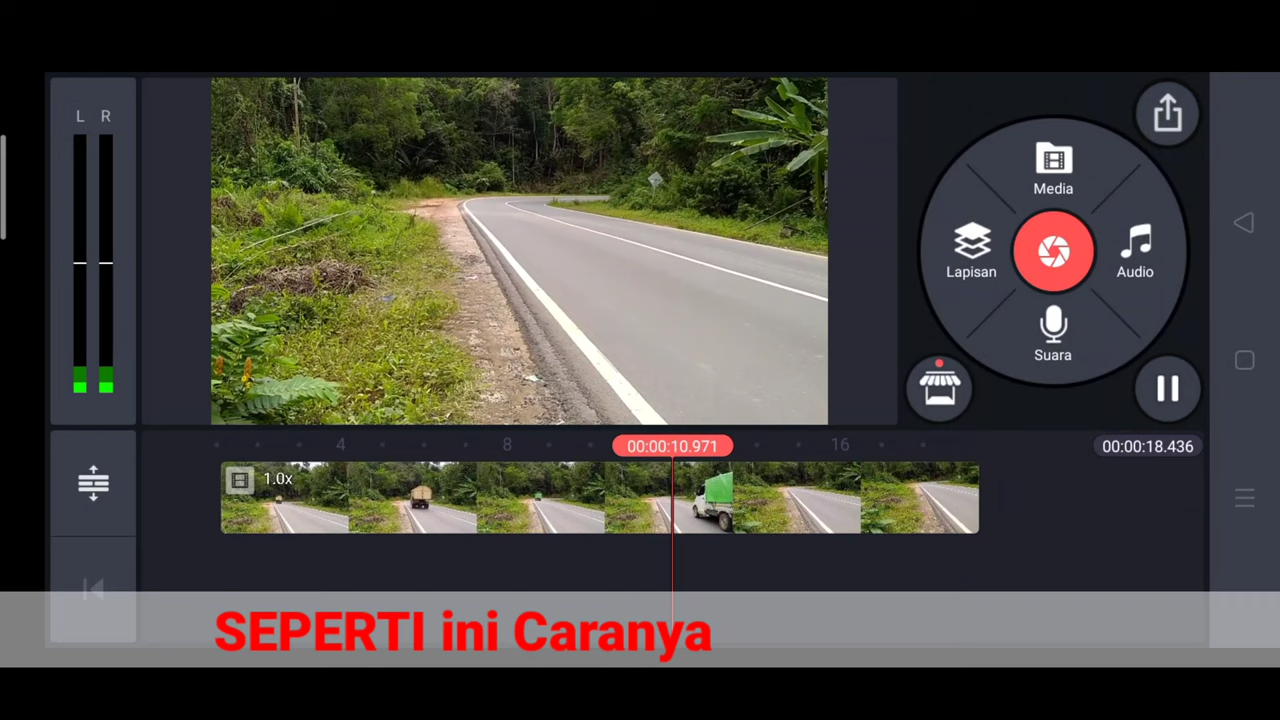 L R
Media
Lapisan
Audio
Suara
4 8 00:00:10.971 16 00:00:18.436
1.0x
SEPERTI ini Caranya